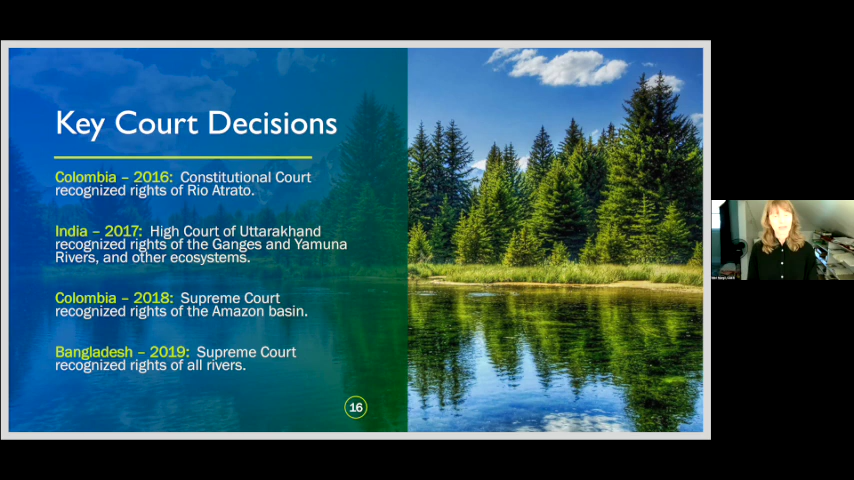 Key Court Decisions
Colombia – 2016: Constitutional Court
recognized rights of Rio Atrato.
India – 2017: High Court of Uttarakhand
recognized rights of the Ganges and Yamuna
Rivers, and other ecosystems.
Colombia – 2018: Supreme Court
recognized rights of the Amazon basin.
Bangladesh – 2019: Supreme Court
recognized rights of all rivers.
16